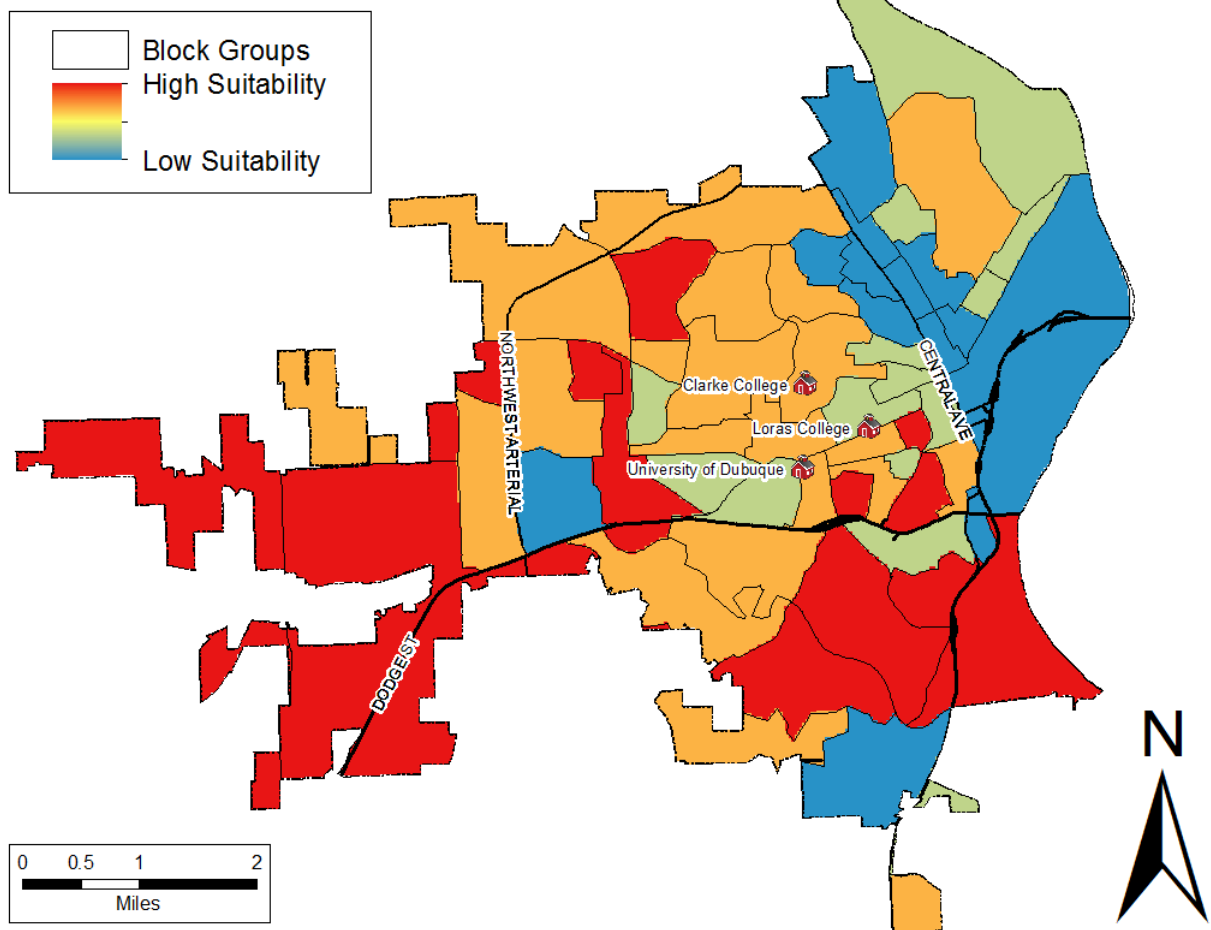 Block Groups
High Suitability
Low Suitability
NORTHWEST ARTERIAL
CENTRAL AVE
Clarke College
Loras College
University of Dubuque
DODGE ST
N
0 0.5 1 2
Miles